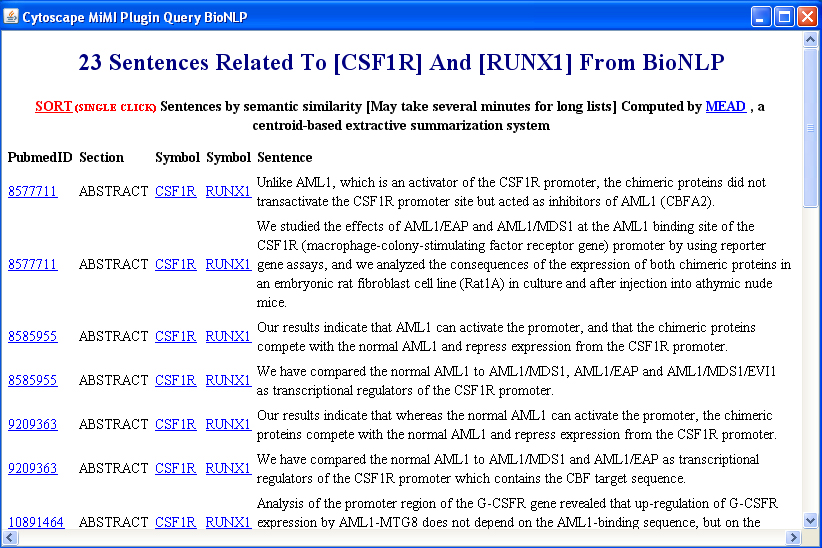 Cytoscape MiMI Plugin Query BioNLP
23 Sentences Related To [CSF1R] And [RUNX1] From BioNLP
SORT (SINGLE CLICK) Sentences by semantic similarity [May take several minutes for long lists] Computed by MEAD , a
centroid-based extractive summarization system
PubmedID Section Symbol Symbol Sentence
8577711 ABSTRACT CSF1R RUNX1 Unlike AML1, which is an activator of the CSF1R promoter, the chimeric proteins did not
transactivate the CSF1R promoter site but acted as inhibitors of AML1 (CBFA2).
8577711 ABSTRACT CSF1R RUNX1 We studied the effects of AML1/EAP and AML1/MDS1 at the AML1 binding site of the
CSF1R (macrophage-colony-stimulating factor receptor gene) promoter by using reporter
gene assays, and we analyzed the consequences of the expression of both chimeric proteins in
an embryonic rat fibroblast cell line (Rat1A) in culture and after injection into athymic nude
mice.
8585955 ABSTRACT CSF1R RUNX1 Our results indicate that AML1 can activate the promoter, and that the chimeric proteins
compete with the normal AML1 and repress expression from the CSF1R promoter.
8585955 ABSTRACT CSF1R RUNX1 We have compared the normal AML1 to AML1/MDS1, AML1/EAP and AML1/MDS1/EVI1
as transcriptional regulators of the CSF1R promoter.
9209363 ABSTRACT CSF1R RUNX1 Our results indicate that whereas the normal AML1 can activate the promoter, the chimeric
proteins compete with the normal AML1 and repress expression from the CSF1R promoter.
9209363 ABSTRACT CSF1R RUNX1 We have compared the normal AML1 to AML1/MDS1 and AML1/EAP as transcriptional
regulators of the CSF1R promoter which contains the CBF target sequence.
10891464 ABSTRACT CSF1R RUNX1 Analysis of the promoter region of the G-CSFR gene revealed that up-regulation of G-CSFR
expression by AML1-MTG8 does not depend on the AML1-binding sequence, but on the